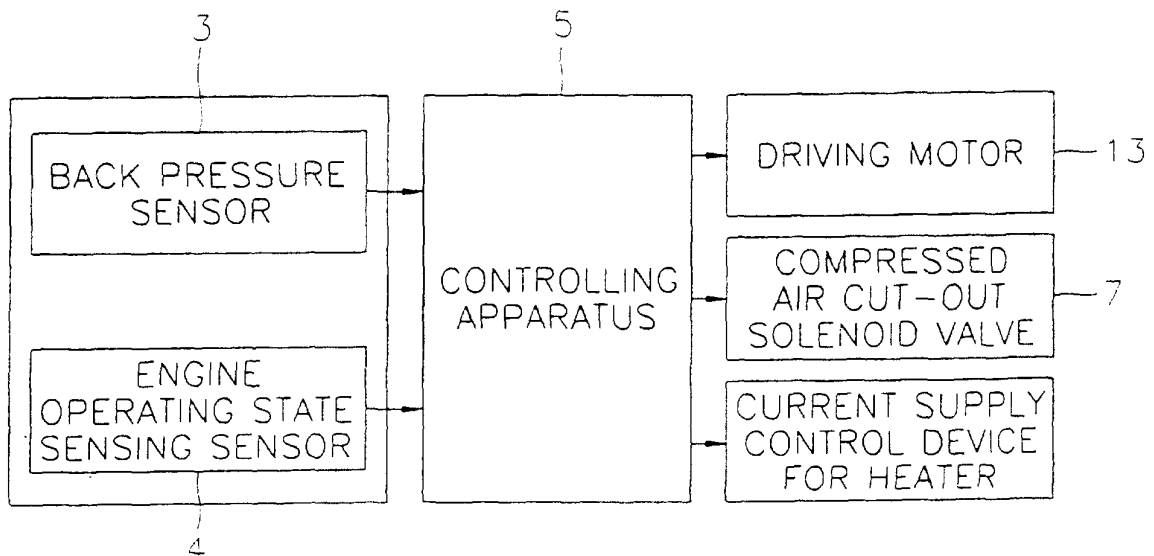 3
5
BACK PRESSURE
SENSOR
ENGINE
OPERATING STATE
SENSING SENSOR
4
CONTROLLING
APPARATUS
DRIVING MOTOR
13
COMPRESSED
AIR CUT-OUT
SOLENOID VALVE
7
CURRENT SUPPLY
CONTROL DEVICE
FOR HEATER